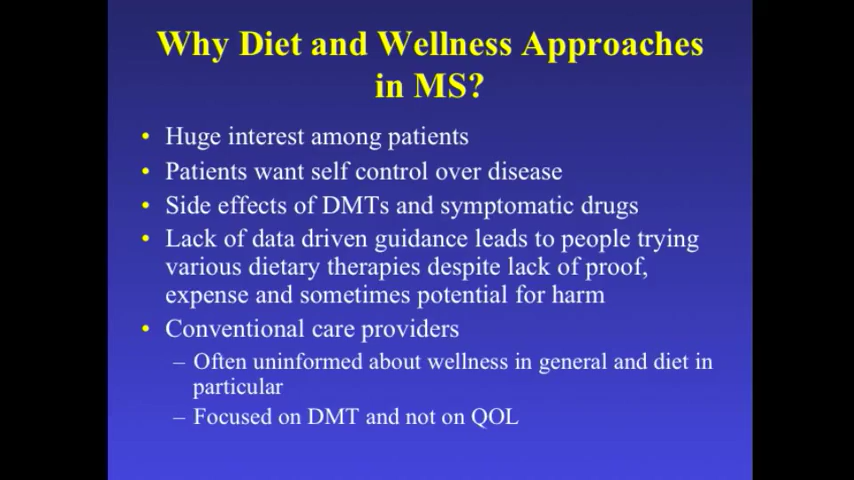 Why Diet and Wellness Approaches
in MS?
• Huge interest among patients
• Patients want self control over disease
• Side effects of DMTs and symptomatic drugs
• Lack of data driven guidance leads to people trying
various dietary therapies despite lack of proof,
expense and sometimes potential for harm
• Conventional care providers
– Often uninformed about wellness in general and diet in
particular
– Focused on DMT and not on QOL